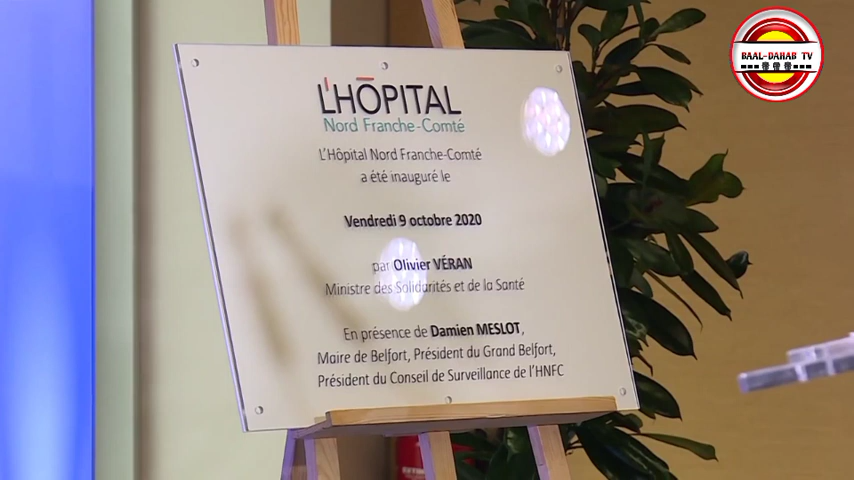 BAAL-DAHAB TV
L'HÔPITAL
Nord Franche-Comté
L'Hôpital Nord Franche-Comté
a été inauguré le
Vendredi 9 octobre 2020
par Olivier VÉRAN
Ministre des Solidarités et de la Santé
En présence de Damien MESLOT,
Maire de Belfort, Président du Grand Belfort,
Président du Conseil de Surveillance de l'HNFC